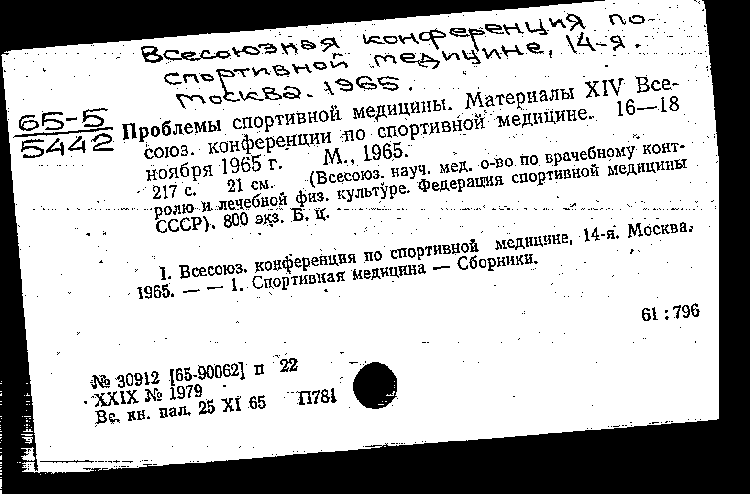 Всесоюзная конференция по
спортивной медицине, 14-я.
Москва. 1965.
65-5
5442
Проблемы спортивной медицины. Материалы XIV Все-
союз. конференции по спортивной медицине. 16—18
ноября 1965 г. М., 1965.
217 с. 21 см. (Всесоюз. науч. мед. о-во по врачебному конт-
ролю и лечебной физ. культуре. Федерация спортивной медицины
СССР). 800 экз. Б. ц.
I. Всесоюз. конференция по спортивной медицине, 14-я. Москва.
1965. — — 1. Спортивная медицина — Сборники.
61 : 796
№ 30912 [65-90062] п 22
XXIX № 1979
Вс. кн. пал. 25 XI 65 П781